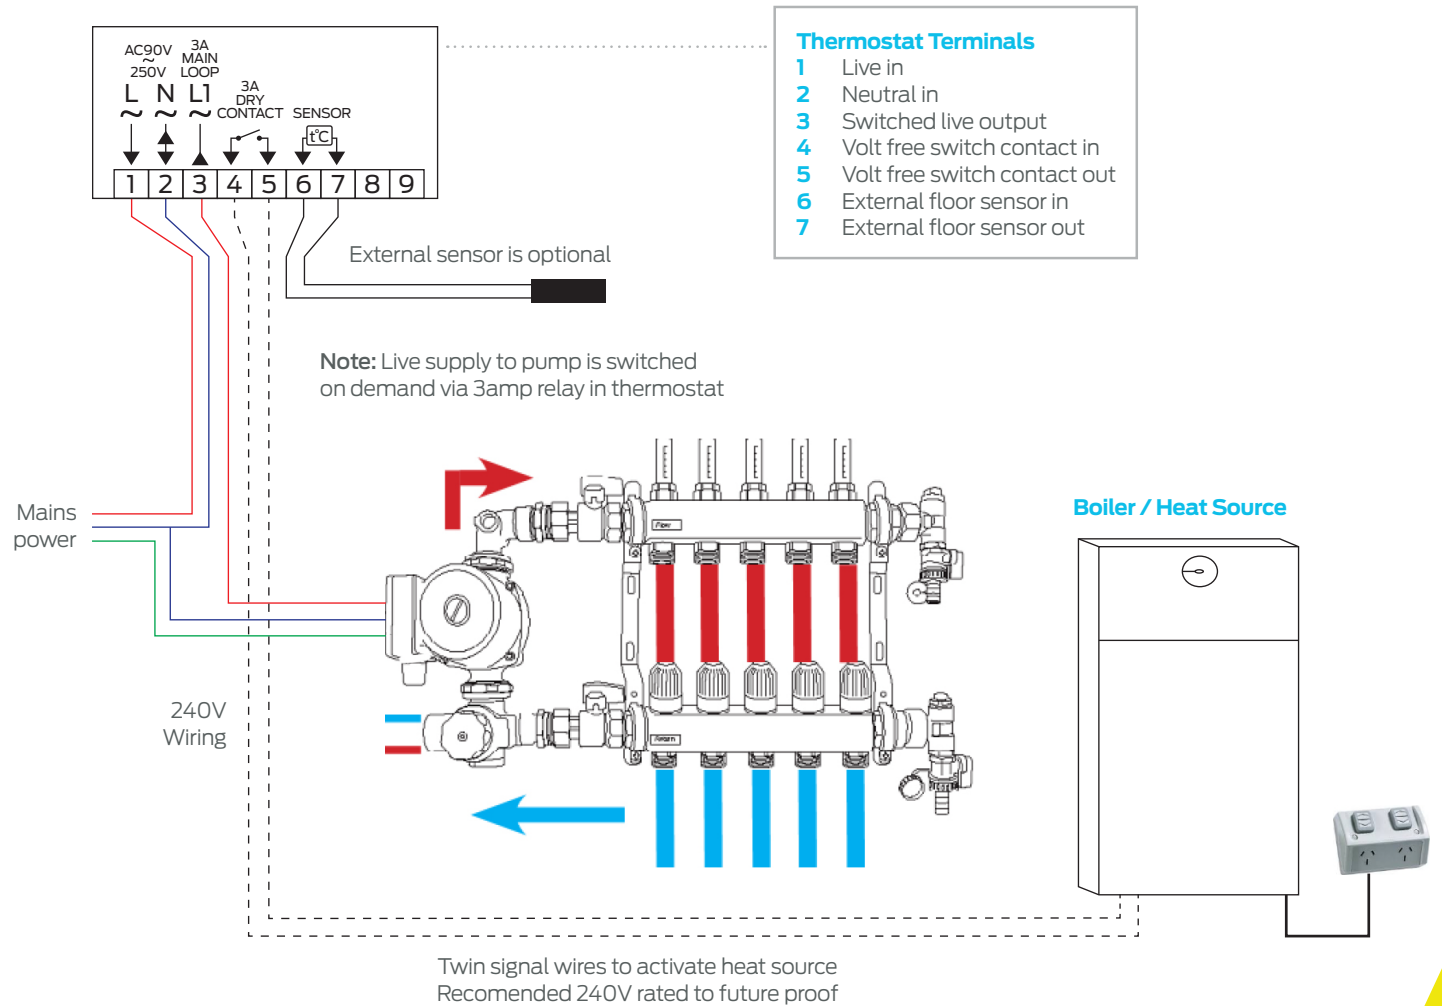 AC90V
~
250V
3A
MAIN
LOOP
L N L1
~ ~ ~
3A
DRY
CONTACT
SENSOR
t°C
1 2 3 4 5 6 7 8 9
Thermostat Terminals
1 Live in
2 Neutral in
3 Switched live output
4 Volt free switch contact in
5 Volt free switch contact out
6 External floor sensor in
7 External floor sensor out
External sensor is optional
Note: Live supply to pump is switched
on demand via 3amp relay in thermostat
Mains
power
Flow
Boiler / Heat Source
240V
Wiring
Twin signal wires to activate heat source
Recomended 240V rated to future proof